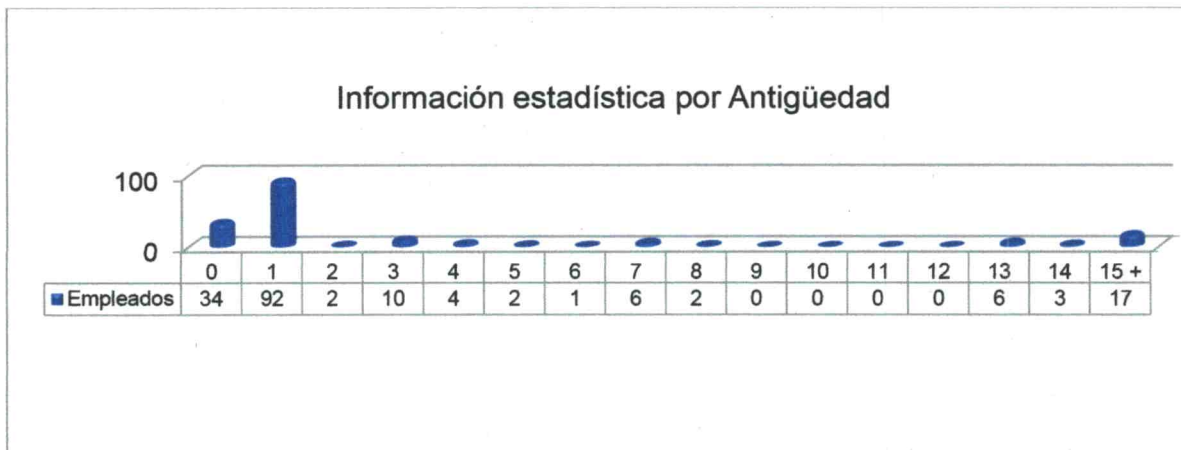 Información estadística por Antigüedad
100
0
0 1 2 3 4 5 6 7 8 9 10 11 12 13 14 15 +
Empleados 34 92 2 10 4 2 1 6 2 0 0 0 0 6 3 17